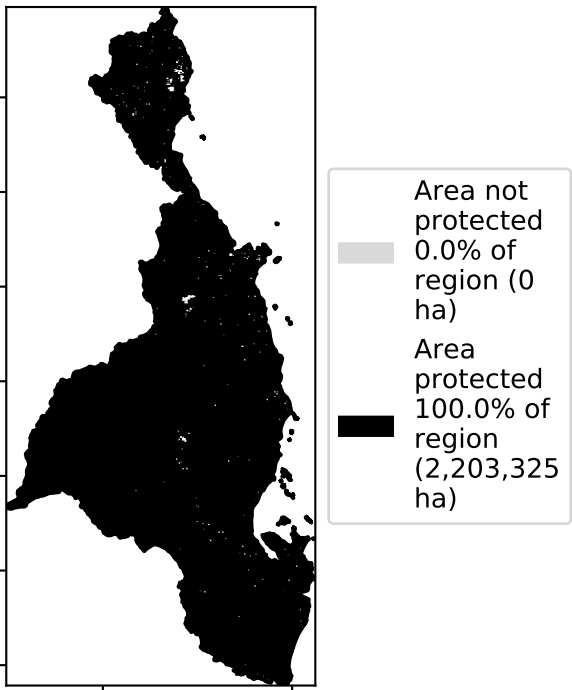 Area not
protected
0.0% of
region (0
ha)
Area
protected
100.0% of
region
(2,203,325
ha)